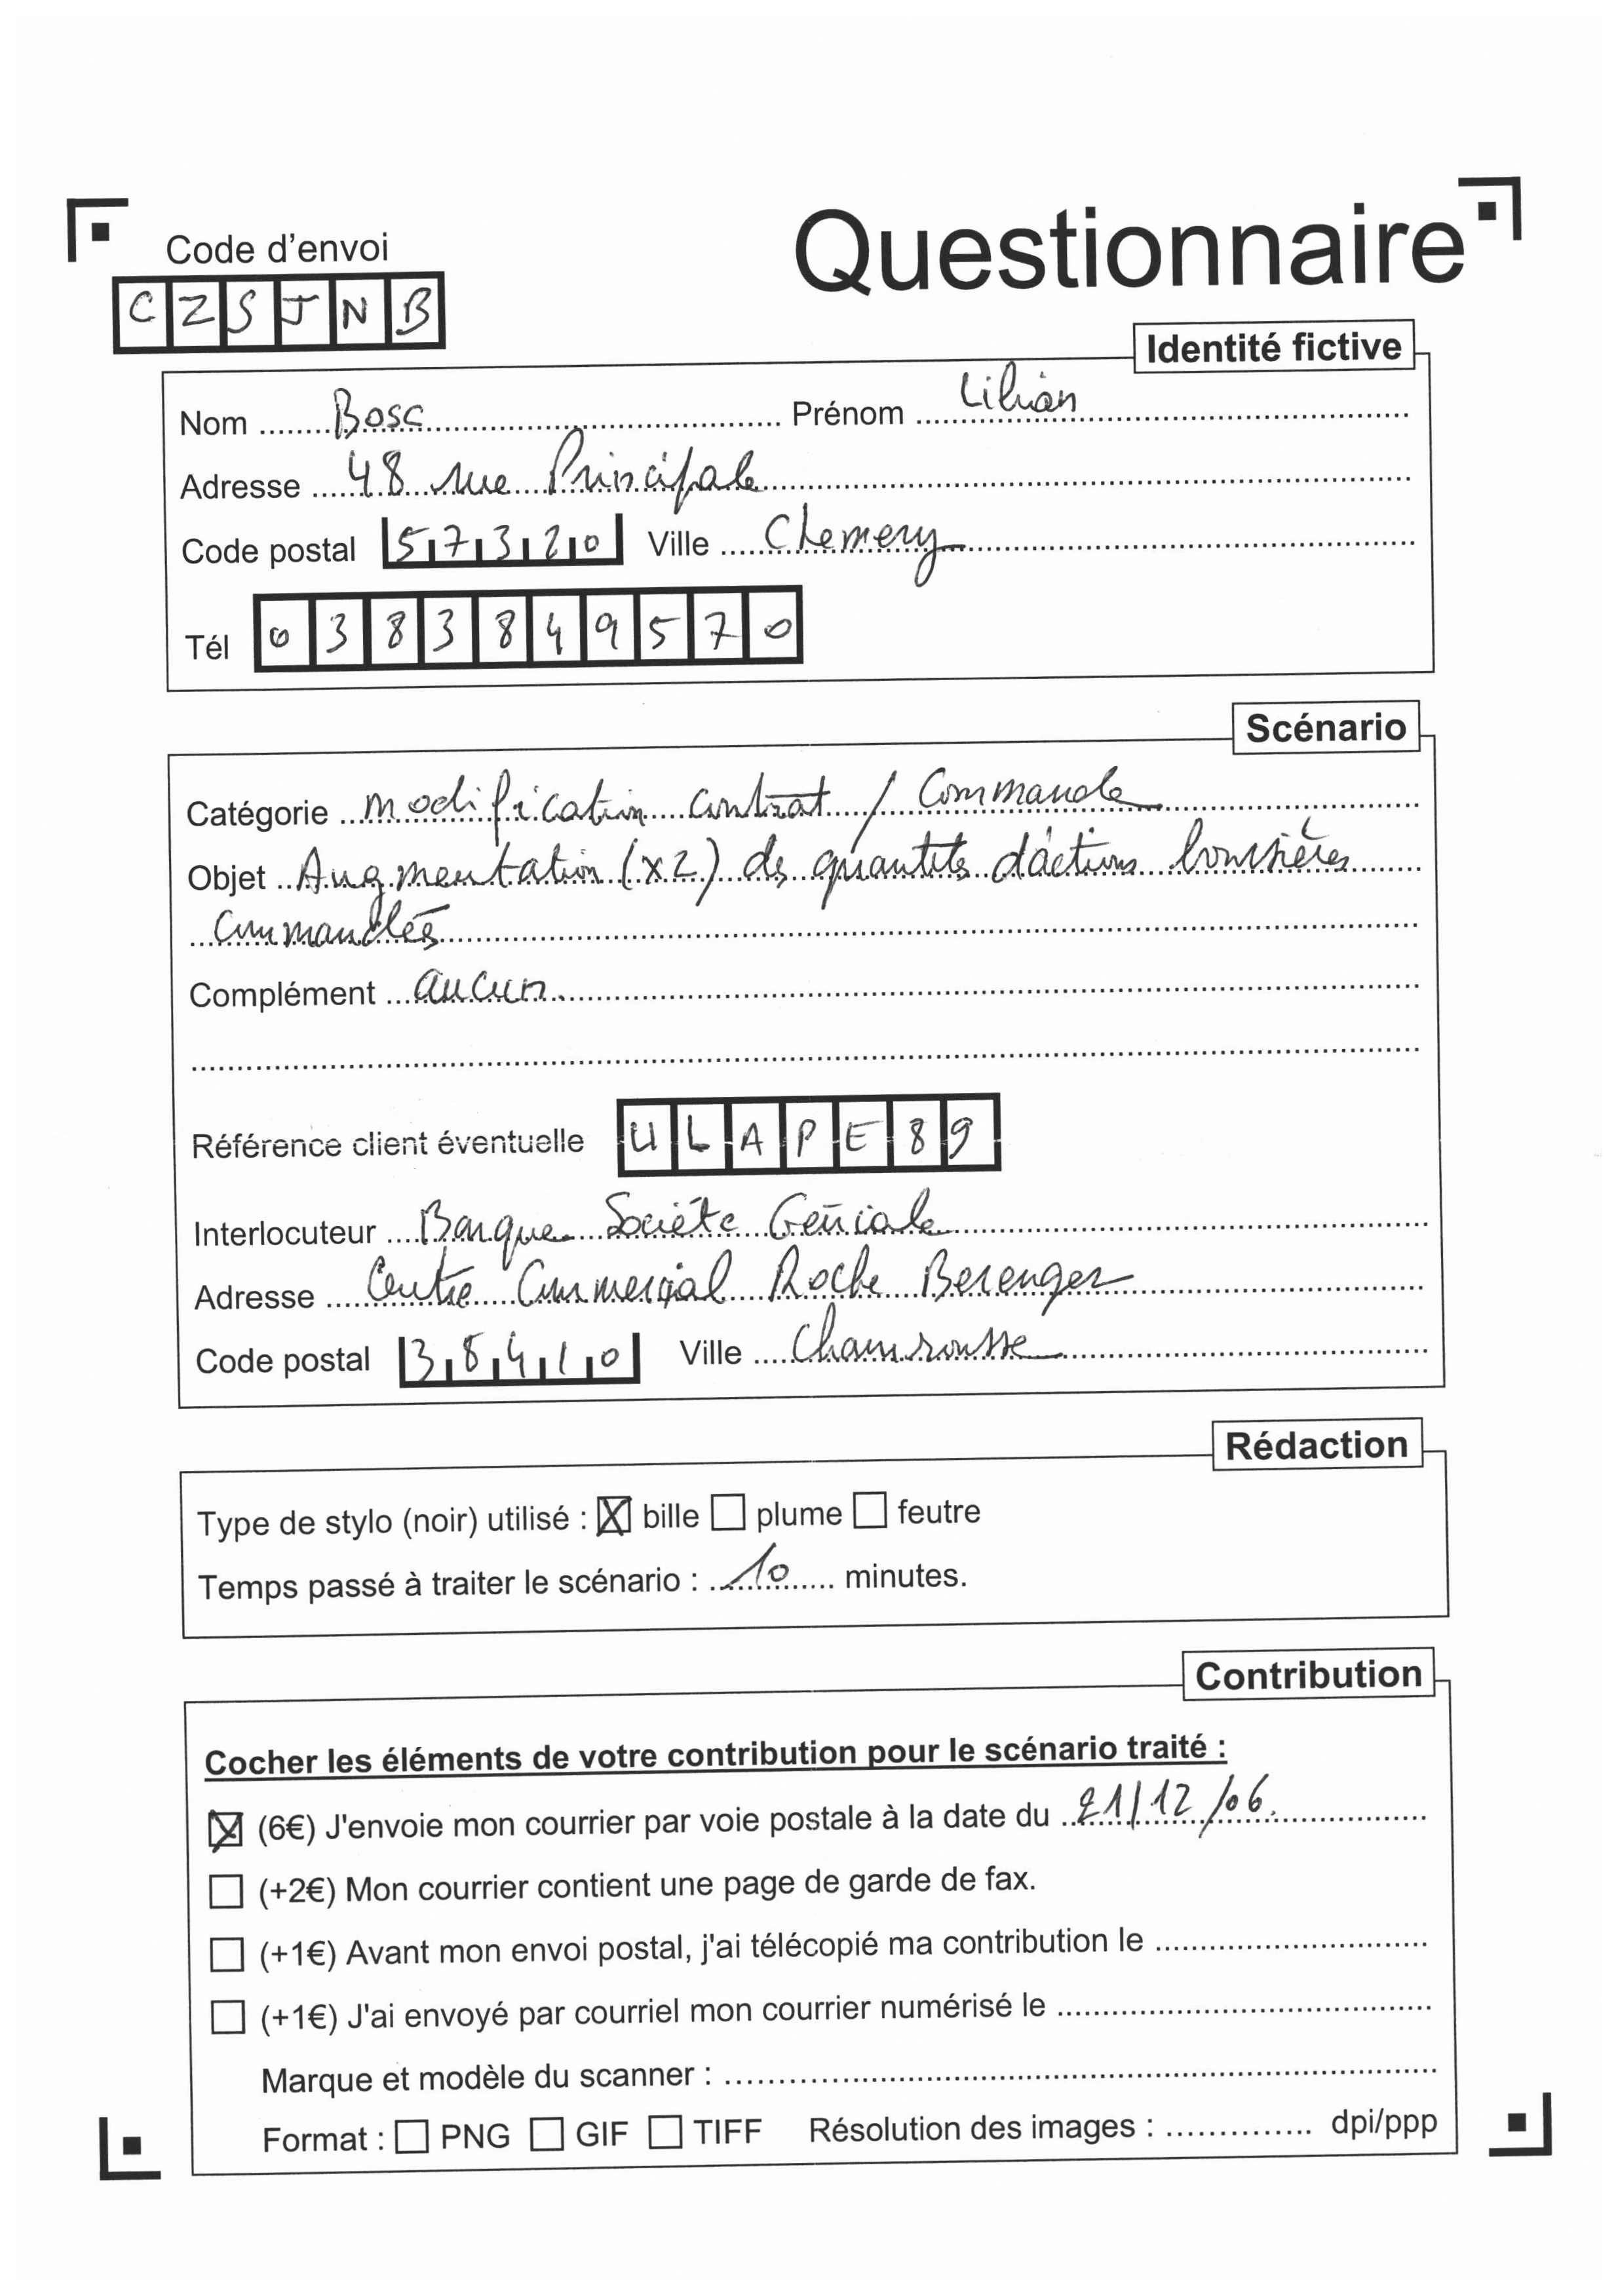 Code d'envoi
Questionnaire
C Z S J N B
Identité fictive
Nom Bosc Prénom Lilian
Adresse 48 rue Principale
Code postal 57320 Ville Chemery
Tél 0383849570
Scénario
Catégorie modification contrat / Commande
Objet Augmentation (x2) des quantités d'actions boursières
commandées
Complément aucun.
Référence client éventuelle ULAPE89
Interlocuteur Banque Société Générale
Adresse Centre Commercial Roche Berenger
Code postal 38410 Ville Chamrousse
Rédaction
Type de stylo (noir) utilisé : ☒ bille ☐ plume ☐ feutre
Temps passé à traiter le scénario : 10 minutes.
Contribution
Cocher les éléments de votre contribution pour le scénario traité :
☒ (6€) J'envoie mon courrier par voie postale à la date du 21/12/06.
☐ (+2€) Mon courrier contient une page de garde de fax.
☐ (+1€) Avant mon envoi postal, j'ai télécopié ma contribution le
☐ (+1€) J'ai envoyé par courriel mon courrier numérisé le
Marque et modèle du scanner :
Format : ☐ PNG ☐ GIF ☐ TIFF Résolution des images : dpi/ppp